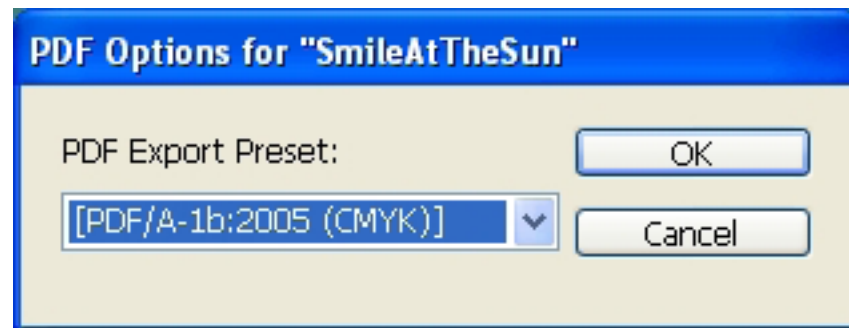 PDF Options for "SmileAtTheSun"
PDF Export Preset:
OK
[PDF/A-1b:2005 (CMYK)]
Cancel